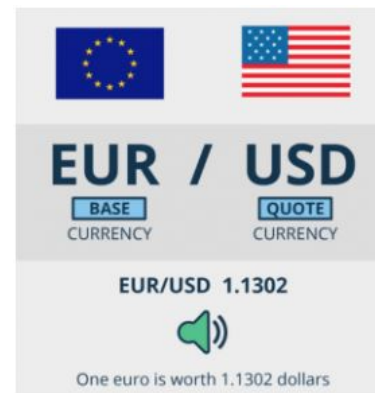 EUR / USD
BASE QUOTE
CURRENCY CURRENCY
EUR/USD 1.1302
One euro is worth 1.1302 dollars